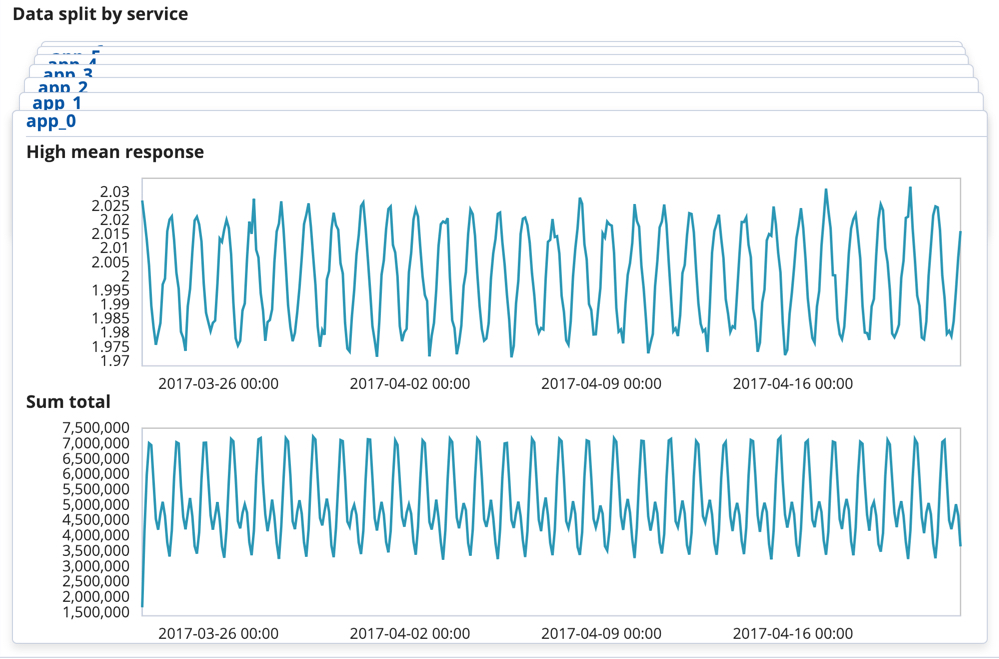 Data split by service
app_5
app_4
app_3
app_2
app_1
app_0
High mean response
2.03
2.025
2.02
2.015
2.01
2.005
2
1.995
1.99
1.985
1.98
1.975
1.97
2017-03-26 00:00 2017-04-02 00:00 2017-04-09 00:00 2017-04-16 00:00
Sum total
7,500,000
7,000,000
6,500,000
6,000,000
5,500,000
5,000,000
4,500,000
4,000,000
3,500,000
3,000,000
2,500,000
2,000,000
1,500,000
2017-03-26 00:00 2017-04-02 00:00 2017-04-09 00:00 2017-04-16 00:00